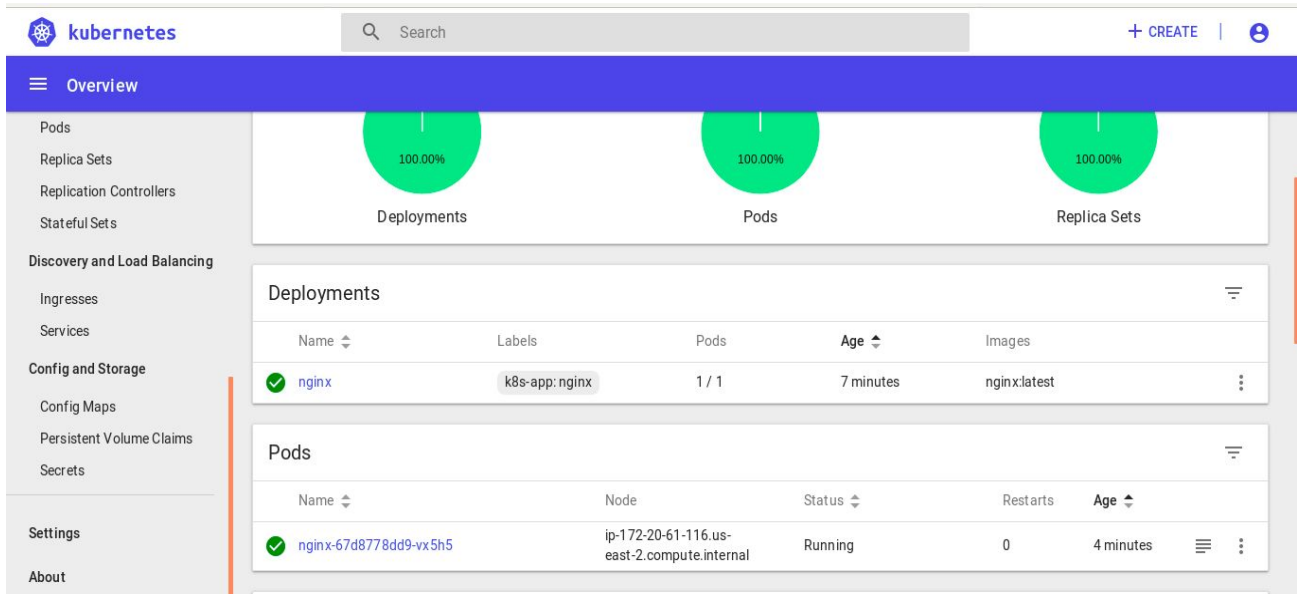 kubernetes
Search
+ CREATE
Overview
Pods
Replica Sets
Replication Controllers
Stateful Sets
Discovery and Load Balancing
Ingresses
Services
Config and Storage
Config Maps
Persistent Volume Claims
Secrets
Settings
About
100.00% 100.00% 100.00%
Deployments Pods Replica Sets
Deployments
Name Labels Pods Age Images
nginx k8s-app: nginx 1 / 1 7 minutes nginx:latest
Pods
Name Node Status Restarts Age
nginx-67d8778dd9-vx5h5 ip-172-20-61-116.us-
east-2.compute.internal Running 0 4 minutes